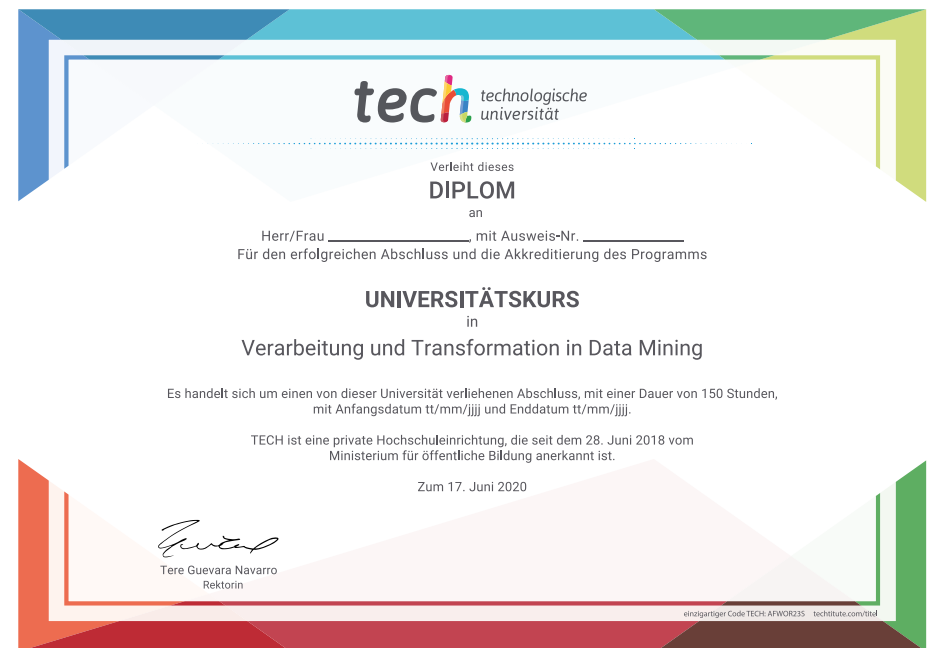 tech technologische
universität
Verleiht dieses
DIPLOM
an
Herr/Frau ____________________, mit Ausweis-Nr. ______________
Für den erfolgreichen Abschluss und die Akkreditierung des Programms
UNIVERSITÄTSKURS
in
Verarbeitung und Transformation in Data Mining
Es handelt sich um einen von dieser Universität verliehenen Abschluss, mit einer Dauer von 150 Stunden,
mit Anfangsdatum tt/mm/jjjj und Enddatum tt/mm/jjjj.
TECH ist eine private Hochschuleinrichtung, die seit dem 28. Juni 2018 vom
Ministerium für öffentliche Bildung anerkannt ist.
Zum 17. Juni 2020
Tere Guevara Navarro
Rektorin
einzigartiger Code TECH: AFWOR23S techtitute.com/titel